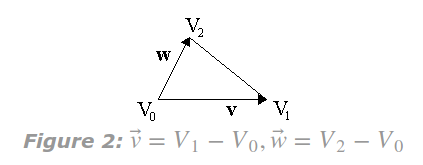 V₂
w
V₀
v
V₁
Figure 2: v⃗ = V₁ − V₀, w⃗ = V₂ − V₀